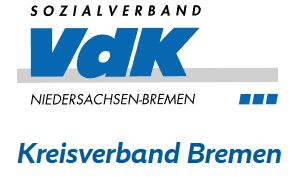 SOZIALVERBAND
VdK
NIEDERSACHSEN-BREMEN
Kreisverband Bremen